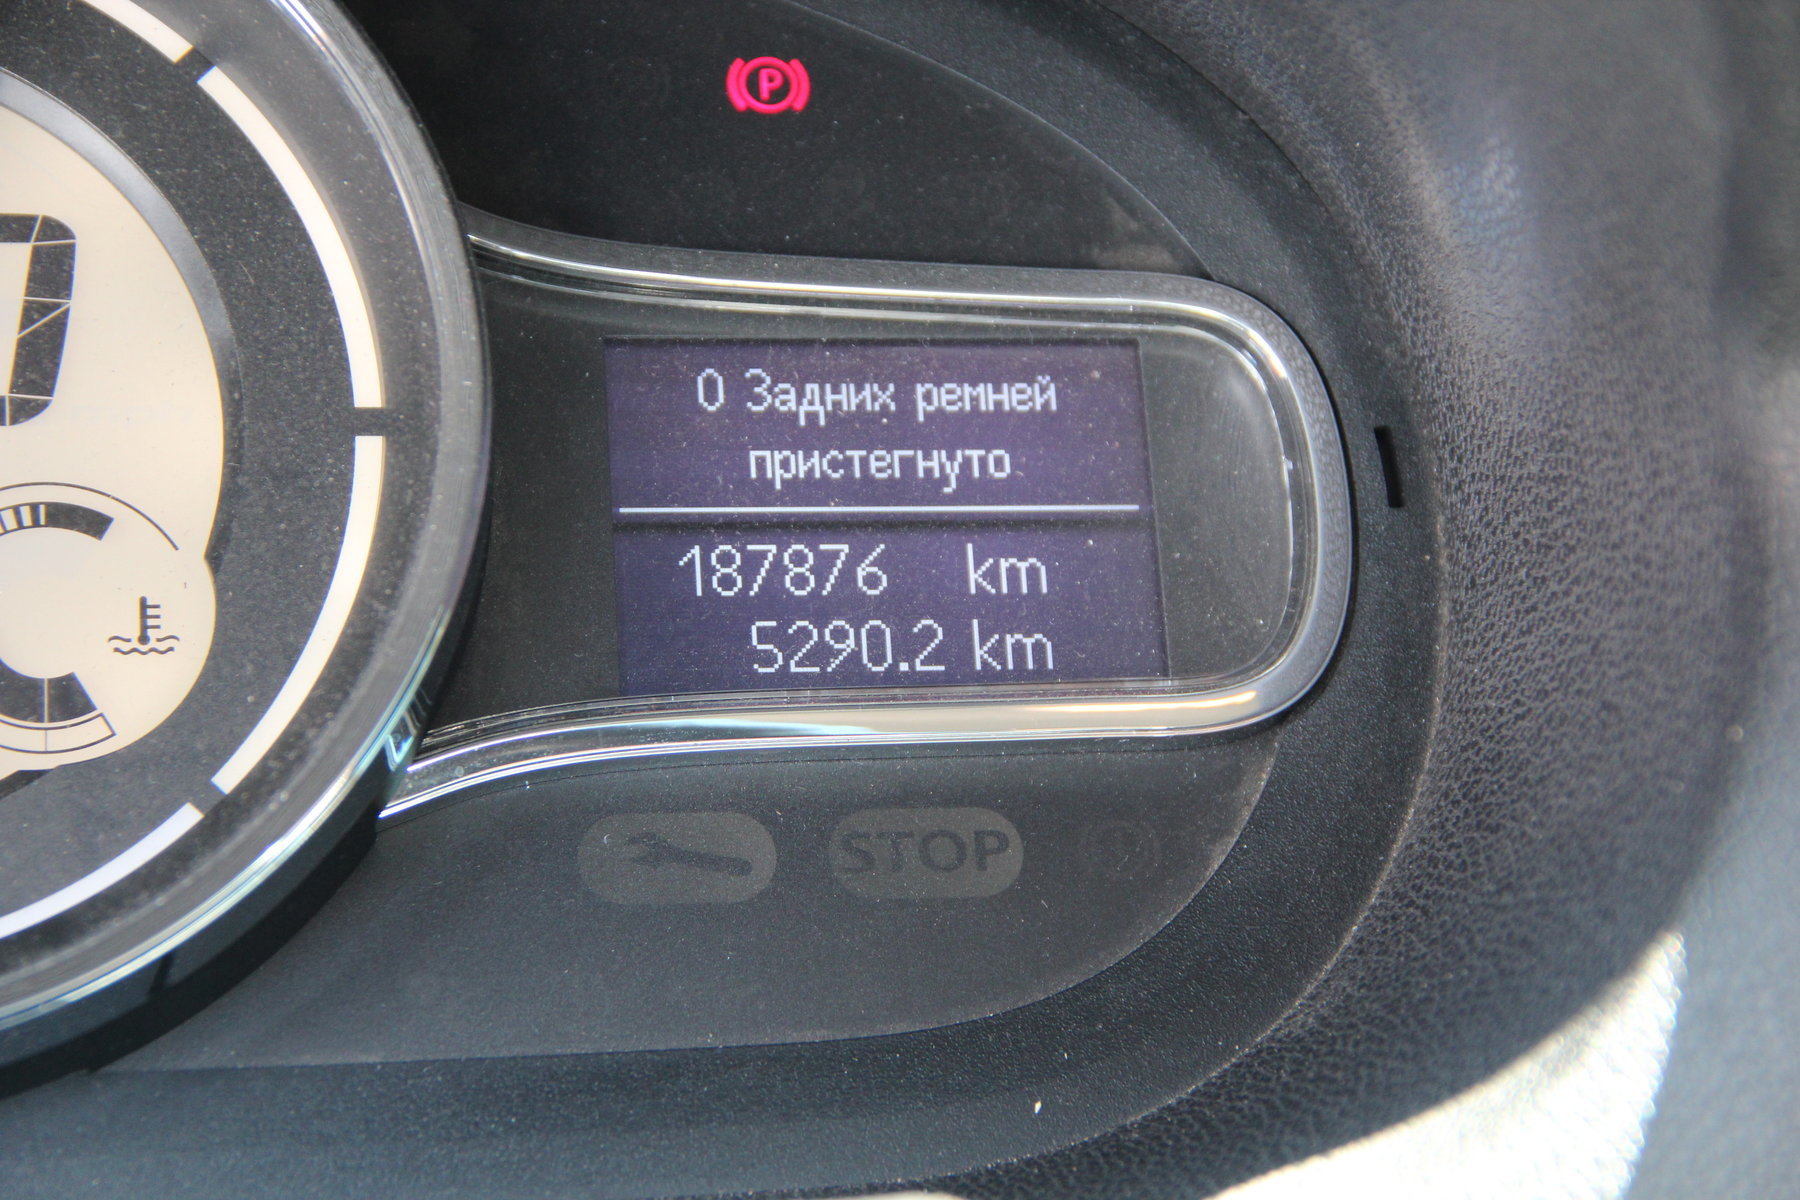 P
0 Задних ремней
пристегнуто
187876 km
5290.2 km
STOP